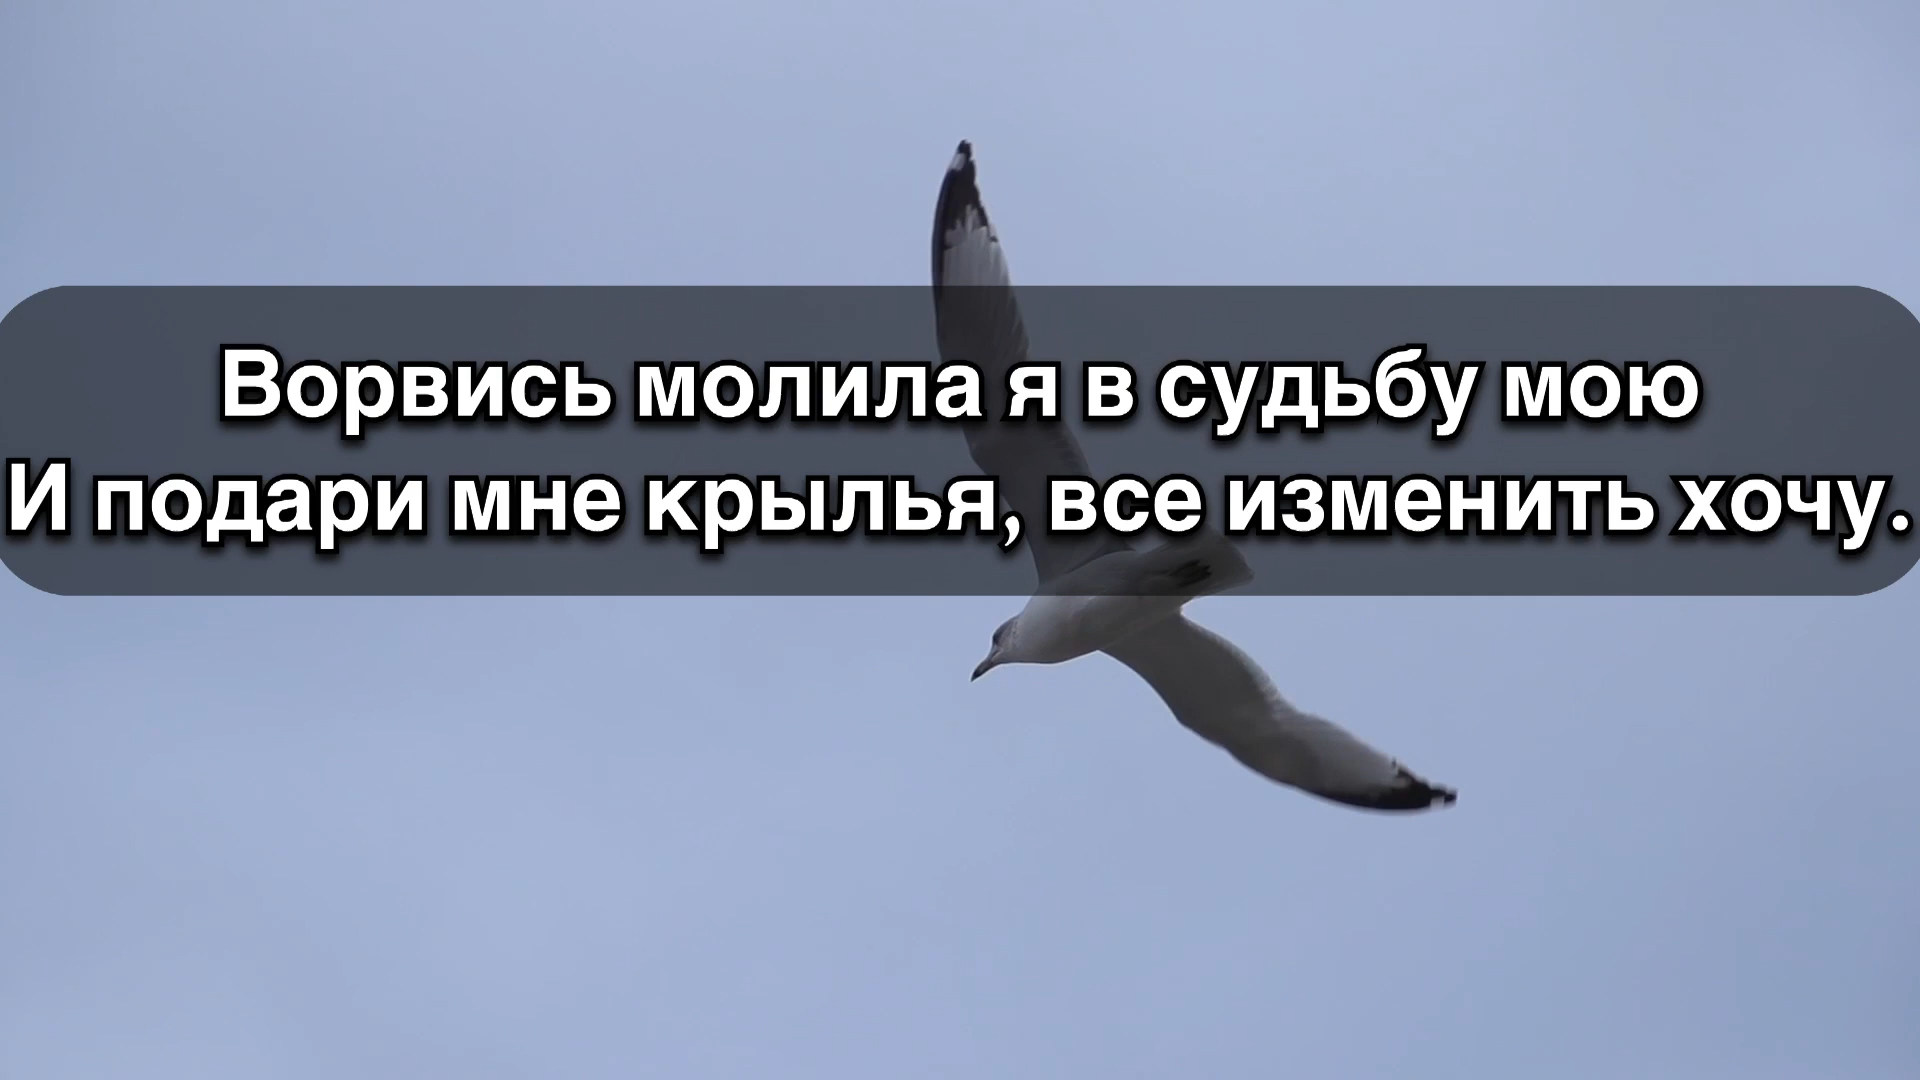 Ворвись молила я в судьбу мою
И подари мне крылья, все изменить хочу.